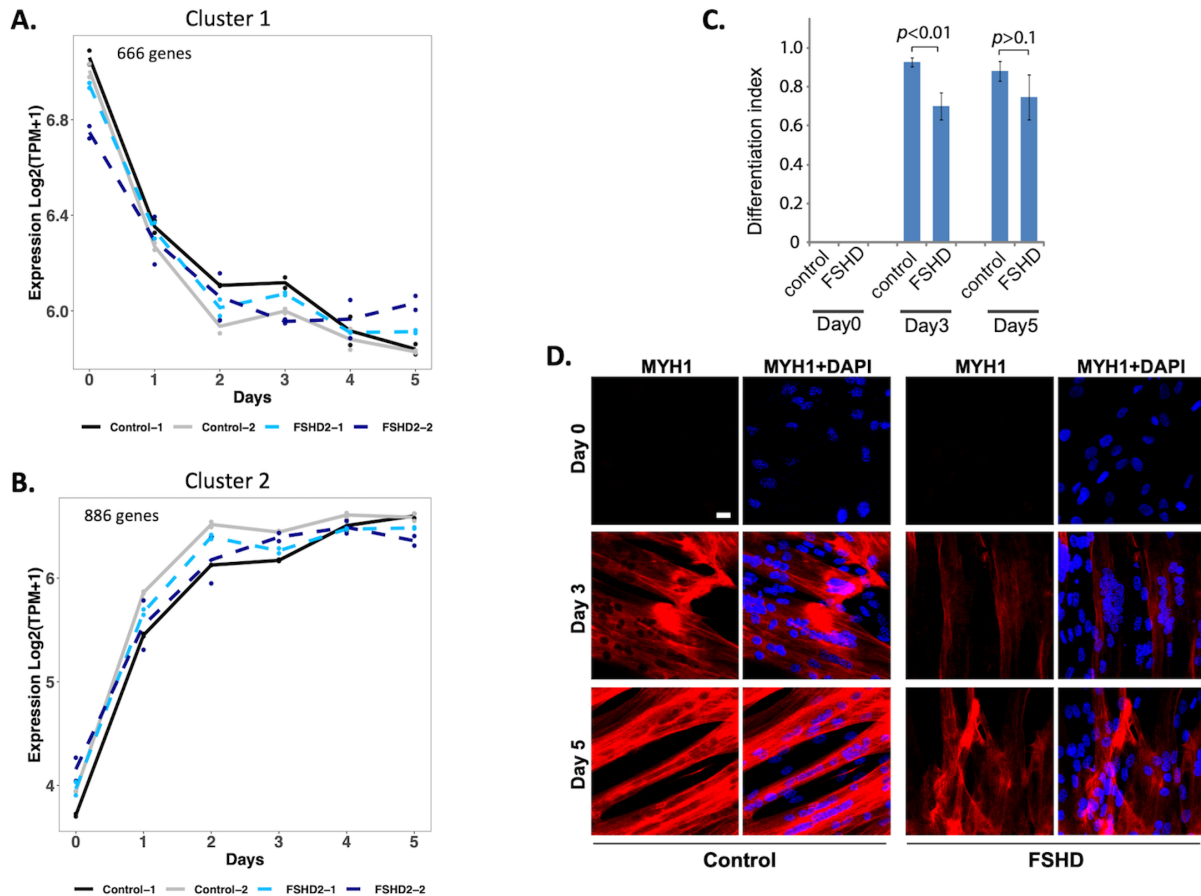 A.
Cluster 1
666 genes
Expression Log2(TPM+1)
6.8
6.4
6.0
0 1 2 3 4 5
Days
Control–1 Control–2 FSHD2–1 FSHD2–2
B.
Cluster 2
886 genes
Expression Log2(TPM+1)
6
5
4
0 1 2 3 4 5
Days
Control–1 Control–2 FSHD2–1 FSHD2–2
C.
Differentiation index
1.0
0.8
0.6
0.4
0.2
0
p<0.01
p>0.1
control FSHD control FSHD control FSHD
Day0 Day3 Day5
D.
MYH1 MYH1+DAPI MYH1 MYH1+DAPI
Day 0
Day 3
Day 5
Control FSHD